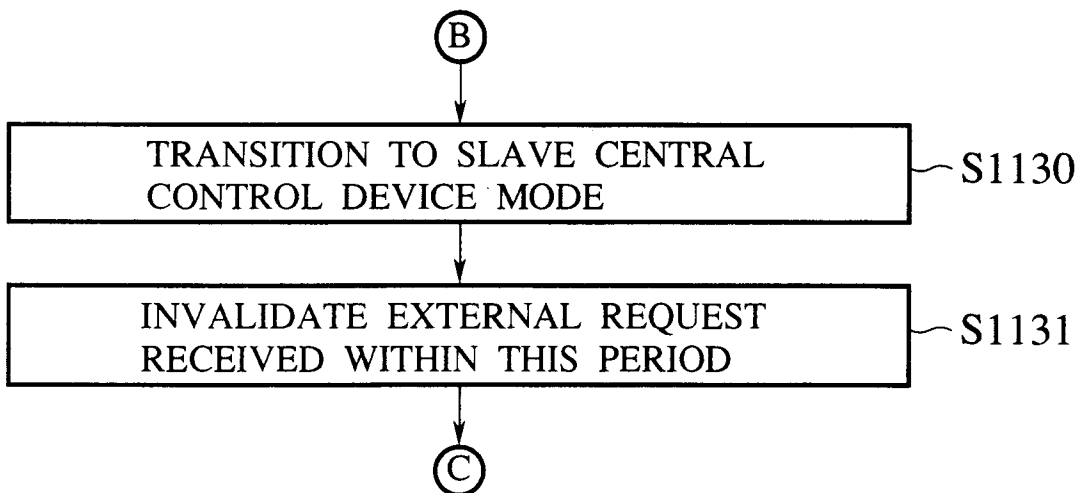 B
TRANSITION TO SLAVE CENTRAL
CONTROL DEVICE MODE
S1130
INVALIDATE EXTERNAL REQUEST
RECEIVED WITHIN THIS PERIOD
S1131
C